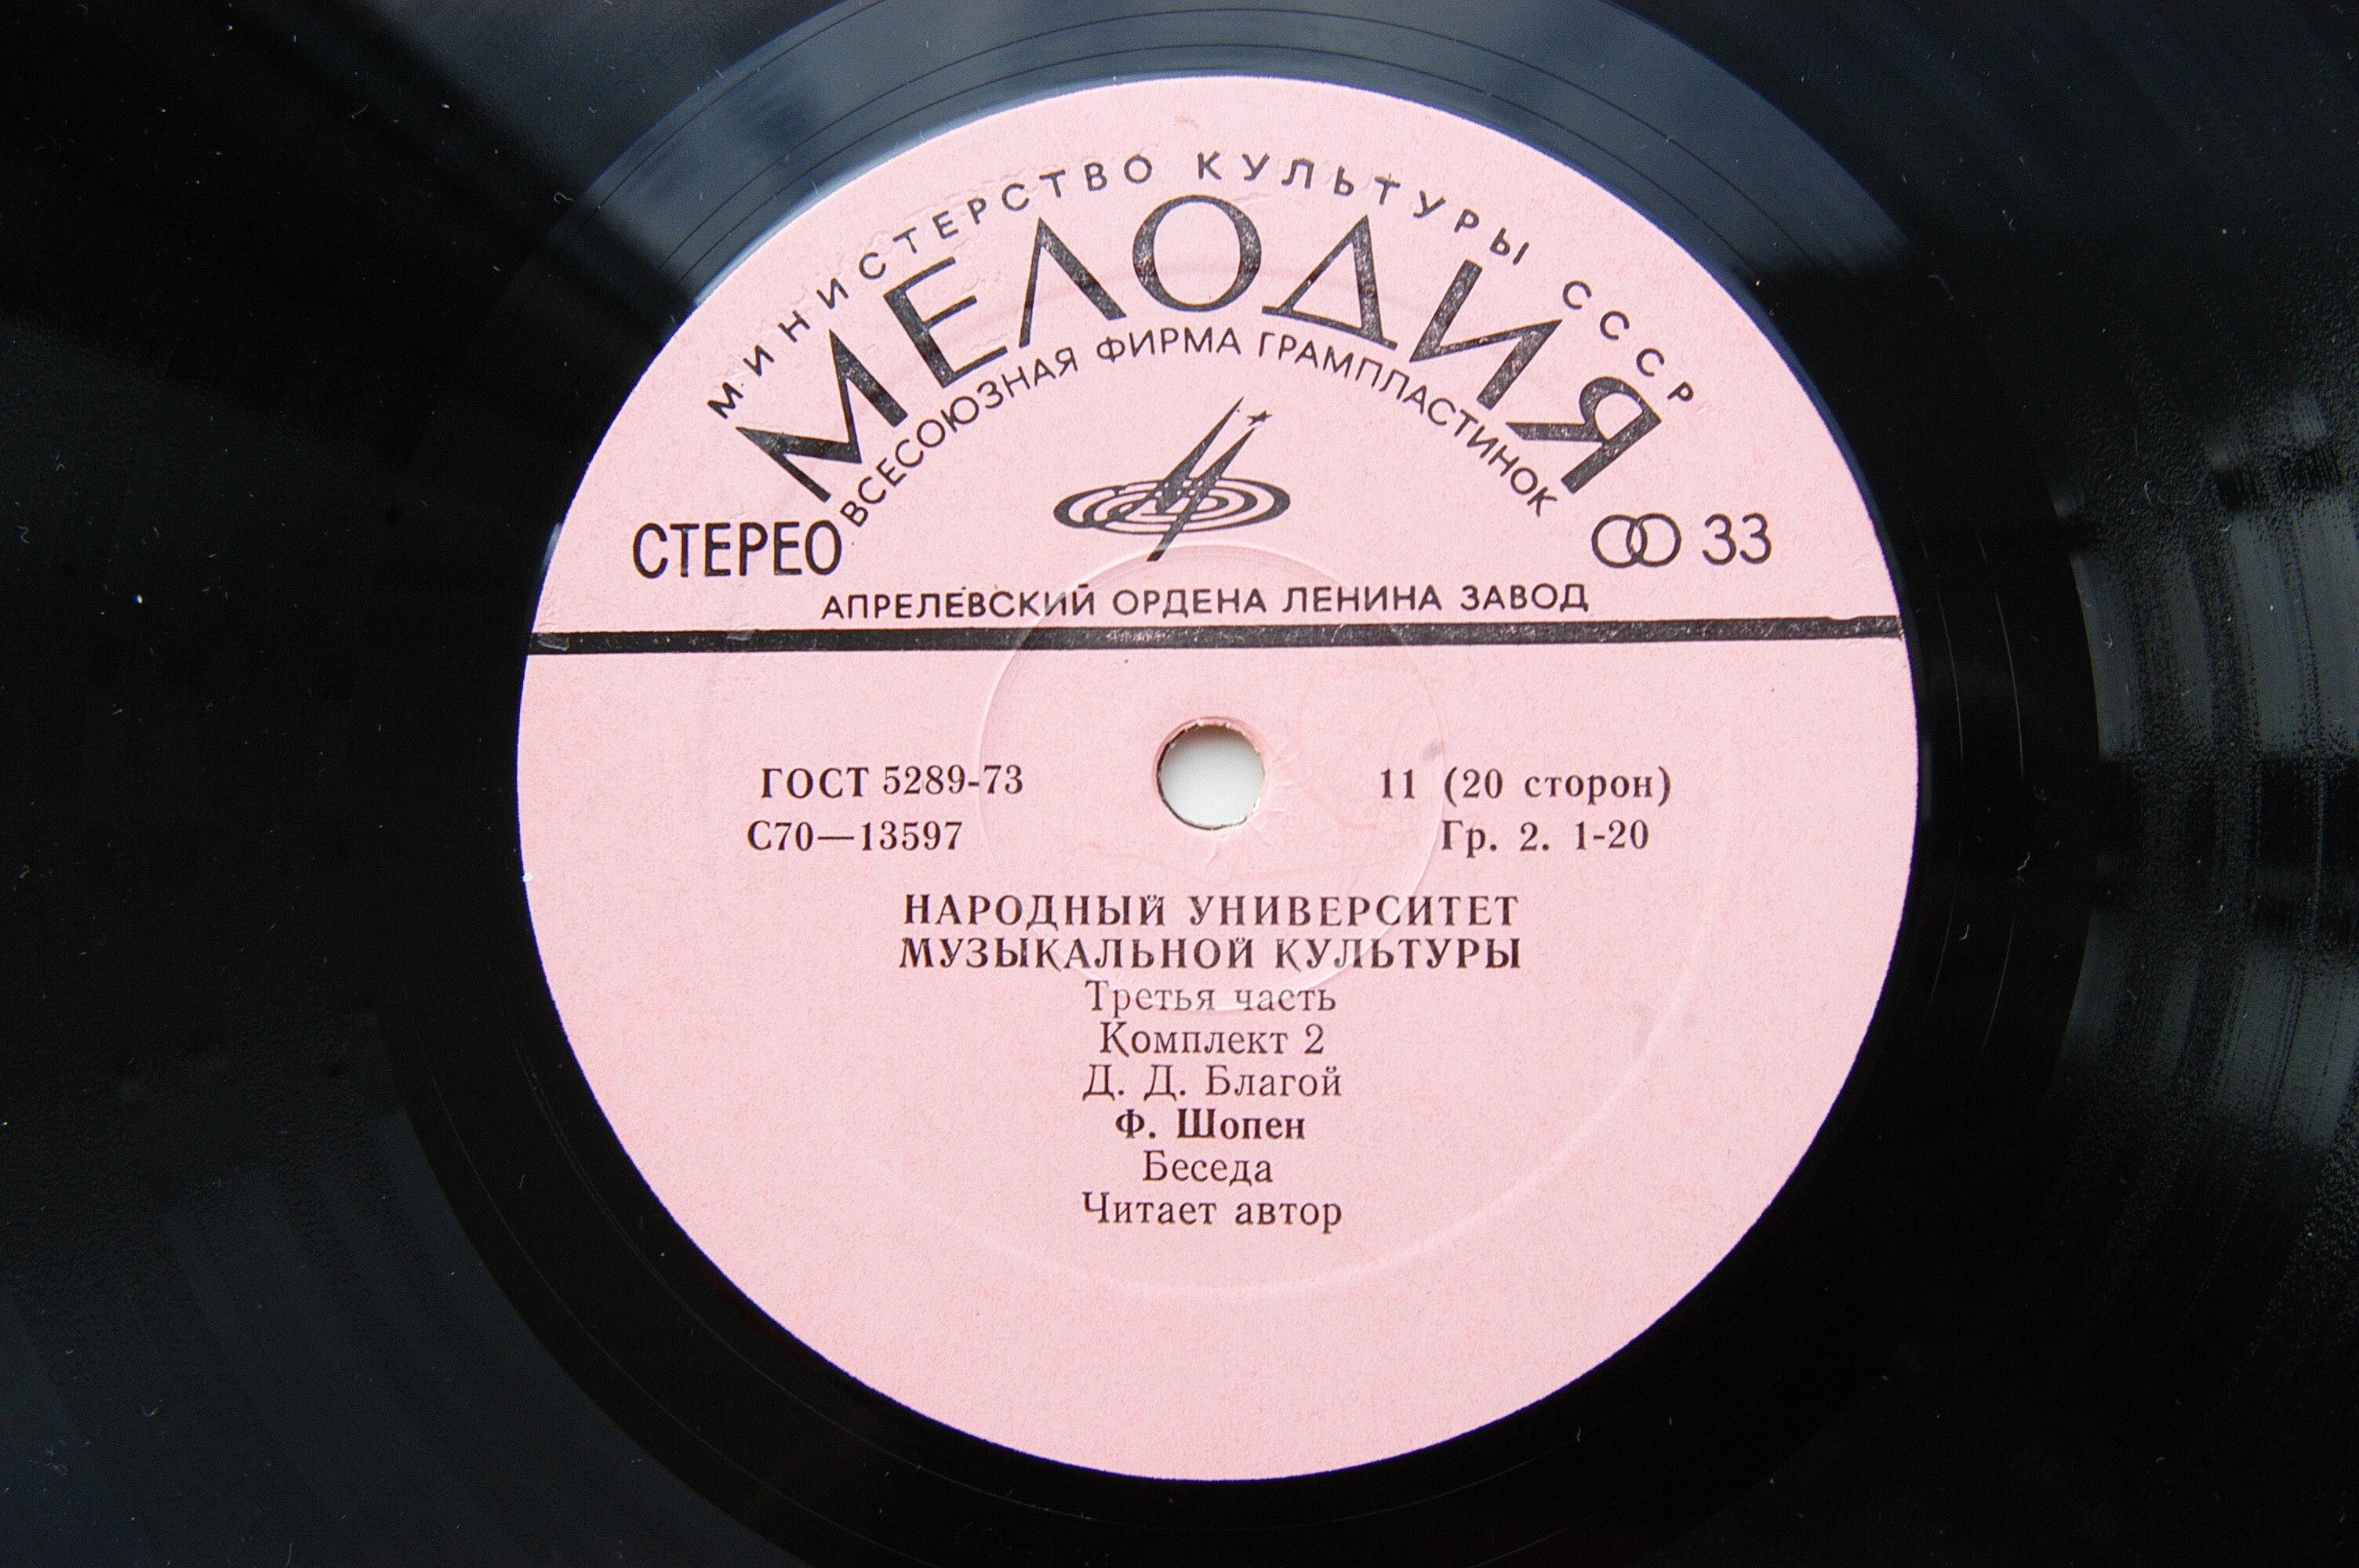 МИНИСТЕРСТВО КУЛЬТУРЫ СССР
МЕЛОДИЯ
ВСЕСОЮЗНАЯ ФИРМА ГРАМПЛАСТИНОК
СТЕРЕО
33
АПРЕЛЕВСКИЙ ОРДЕНА ЛЕНИНА ЗАВОД
ГОСТ 5289-73
11 (20 сторон)
С70—13597
Гр. 2. 1-20
НАРОДНЫЙ УНИВЕРСИТЕТ
МУЗЫКАЛЬНОЙ КУЛЬТУРЫ
Третья часть
Комплект 2
Д. Д. Благой
Ф. Шопен
Беседа
Читает автор